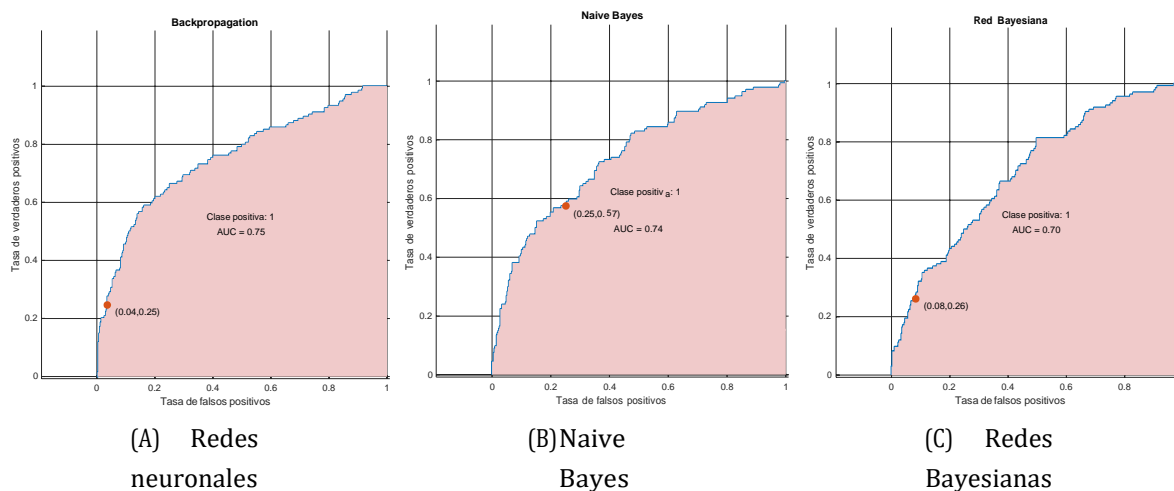 Backpropagation
1
0.8
0.6
0.4
0.2
0
Tasa de verdaderos positivos
Clase positiva: 1
AUC = 0.75
(0.04,0.25)
0 0.2 0.4 0.6 0.8 1
Tasa de falsos positivos
(A) Redes
neuronales
Naive Bayes
1
0.8
0.6
0.4
0.2
0
Tasa de verdaderos positivos
Clase positiva: 1
(0.25,0.57)
AUC = 0.74
0 0.2 0.4 0.6 0.8 1
Tasa de falsos positivos
(B) Naive
Bayes
Red Bayesiana
1
0.8
0.6
0.4
0.2
0
Tasa de verdaderos positivos
Clase positiva: 1
AUC = 0.70
(0.08,0.26)
0 0.2 0.4 0.6 0.8
Tasa de falsos positivos
(C) Redes
Bayesianas